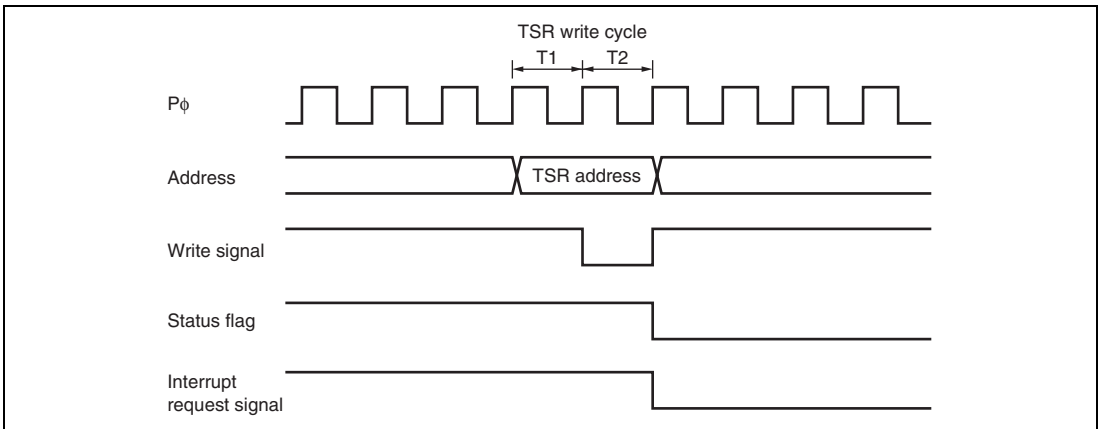 TSR write cycle
T1 T2
Pϕ
Address
TSR address
Write signal
Status flag
Interrupt
request signal